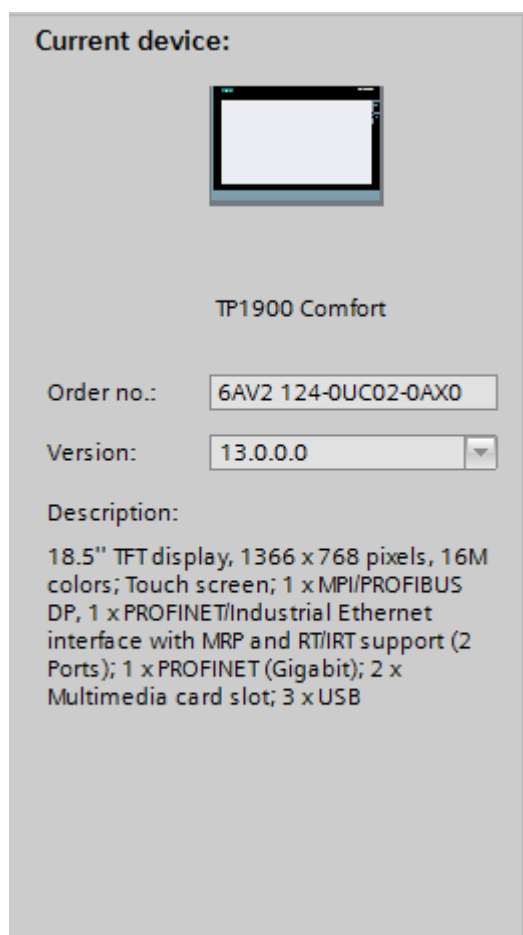 Current device:
TP1900 Comfort
Order no.: 6AV2 124-0UC02-0AX0
Version: 13.0.0.0
Description:
18.5" TFT display, 1366 x 768 pixels, 16M
colors; Touch screen; 1 x MPI/PROFIBUS
DP, 1 x PROFINET/Industrial Ethernet
interface with MRP and RT/IRT support (2
Ports); 1 x PROFINET (Gigabit); 2 x
Multimedia card slot; 3 x USB